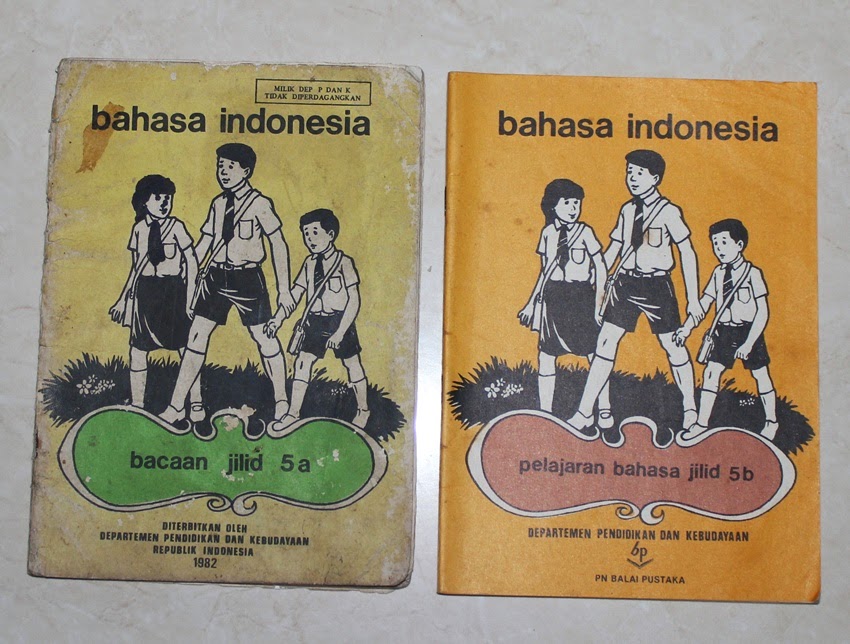 MILIK DEP P DAN K
TIDAK DIPERDAGANGKAN
bahasa indonesia
bacaan jilid 5a
DITERBITKAN OLEH
DEPARTEMEN PENDIDIKAN DAN KEBUDAYAAN
REPUBLIK INDONESIA
1982
bahasa indonesia
pelajaran bahasa jilid 5b
DEPARTEMEN PENDIDIKAN DAN KEBUDAYAAN
bp
PN BALAI PUSTAKA